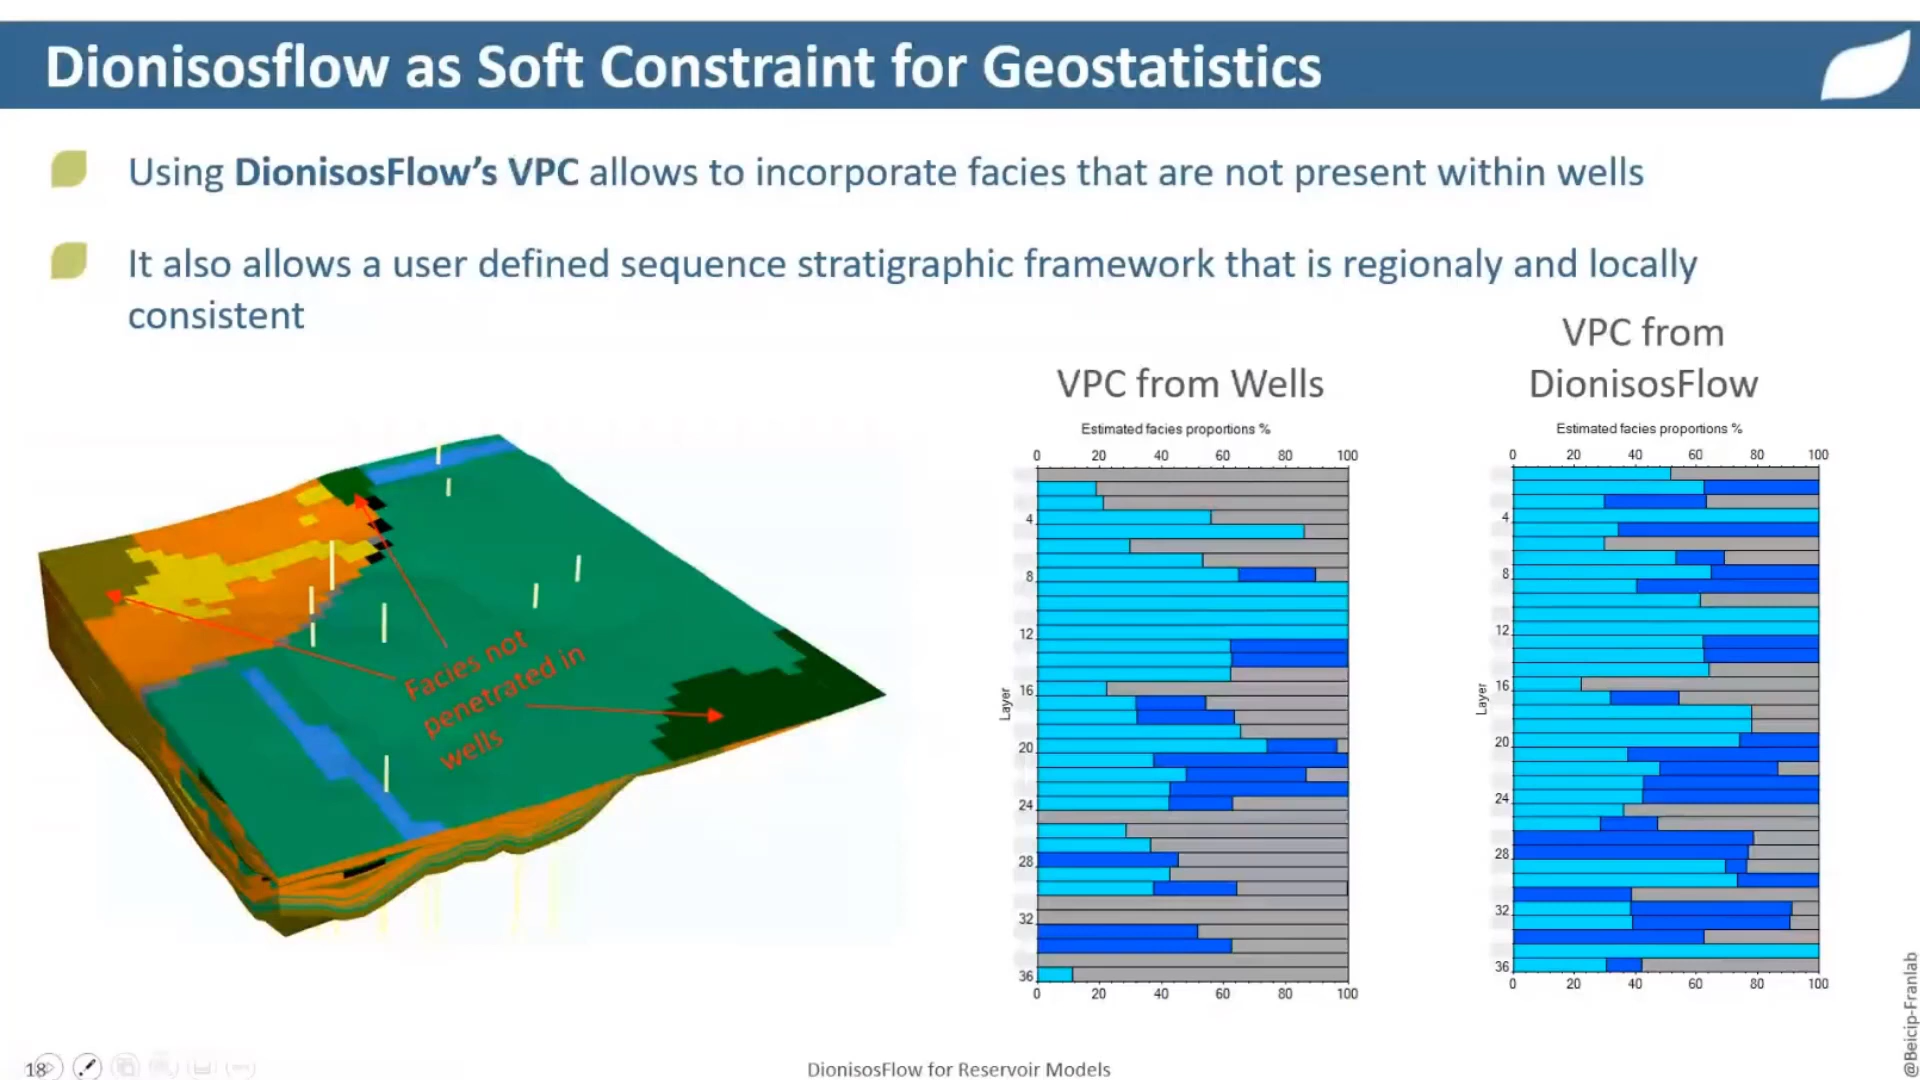 Dionisosflow as Soft Constraint for Geostatistics
Using DionisosFlow’s VPC allows to incorporate facies that are not present within wells
It also allows a user defined sequence stratigraphic framework that is regionaly and locally
consistent
Facies not
penetrated in
wells
VPC from Wells
Estimated facies proportions %
0 20 40 60 80 100
4
8
12
16
20
24
28
32
36
Layer
0 20 40 60 80 100
VPC from
DionisosFlow
Estimated facies proportions %
0 20 40 60 80 100
4
8
12
16
20
24
28
32
36
Layer
0 20 40 60 80 100
@Beicip-Franlab
18
DionisosFlow for Reservoir Models